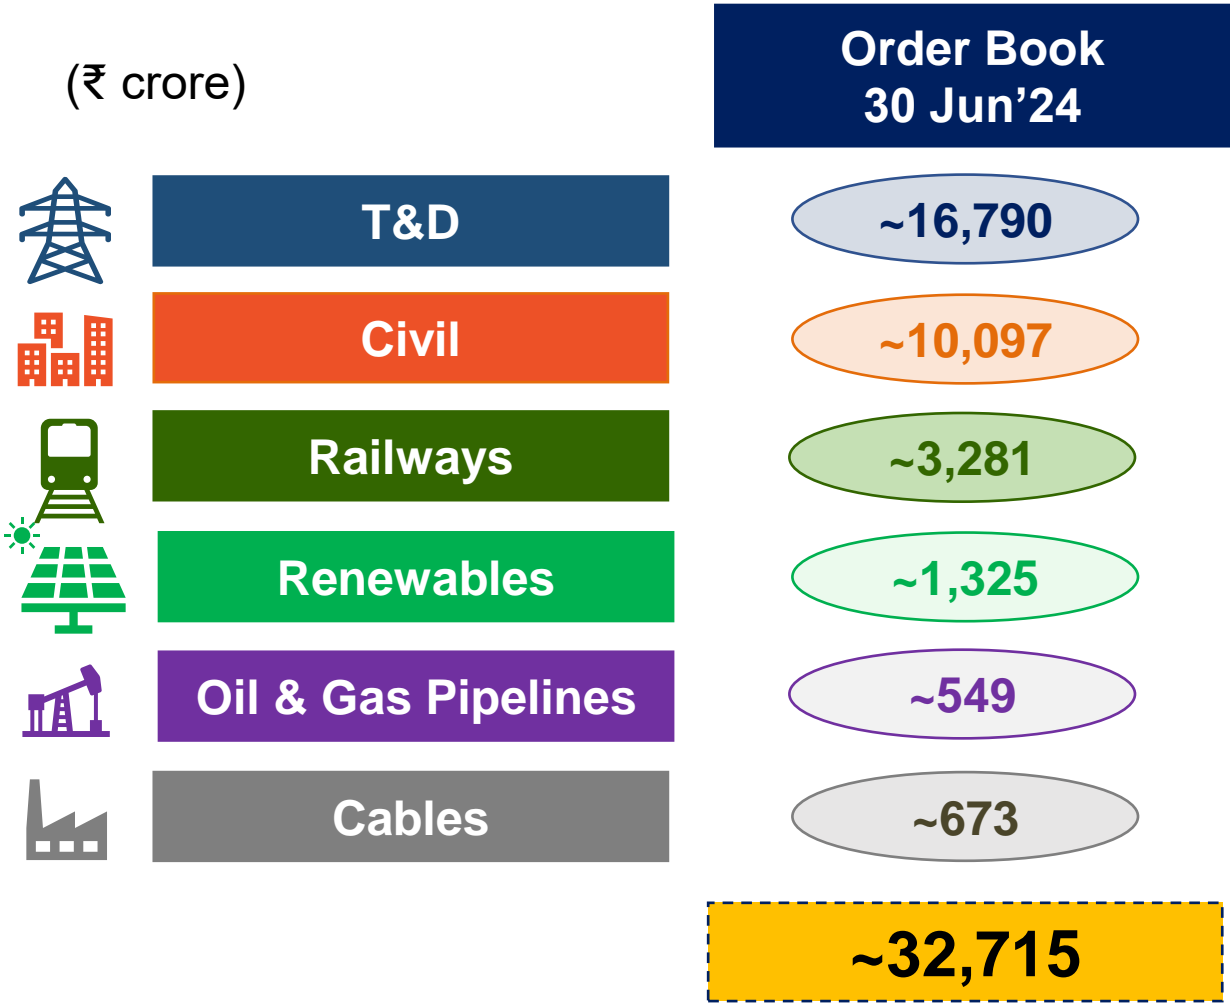 (₹ crore)
Order Book
30 Jun’24
T&D
~16,790
Civil
~10,097
Railways
~3,281
Renewables
~1,325
Oil & Gas Pipelines
~549
Cables
~673
~32,715